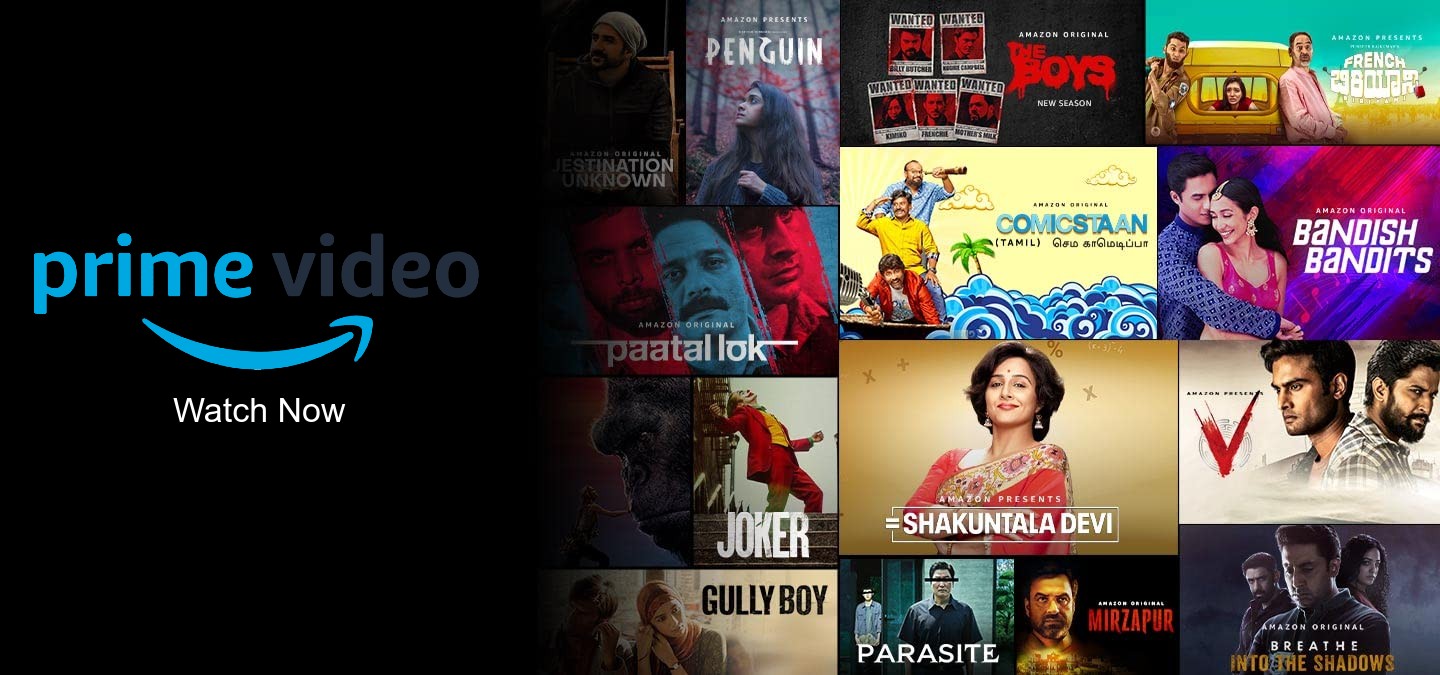 prime video
Watch Now
AMAZON ORIGINAL
DESTINATION
UNKNOWN
AMAZON PRESENTS
PENGUIN
WANTED
BILLY BUTCHER
WANTED
HUGHIE CAMPBELL
WANTED
KIMIKO
WANTED
FRENCHIE
WANTED
MOTHER'S MILK
AMAZON ORIGINAL
THE
BOYS
NEW SEASON
AMAZON PRESENTS
FRENCH
ಬಿರಿಯಾನಿ
AMAZON ORIGINAL
paatal lok
AMAZON ORIGINAL
COMICSTAAN
(TAMIL) செம காமெடிப்பா
AMAZON ORIGINAL
BANDISH
BANDITS
JOKER
AMAZON PRESENTS
=SHAKUNTALA DEVI
AMAZON PRESENTS
V
GULLY BOY
PARASITE
AMAZON ORIGINAL
MIRZAPUR
AMAZON ORIGINAL
BREATHE
INTO THE SHADOWS